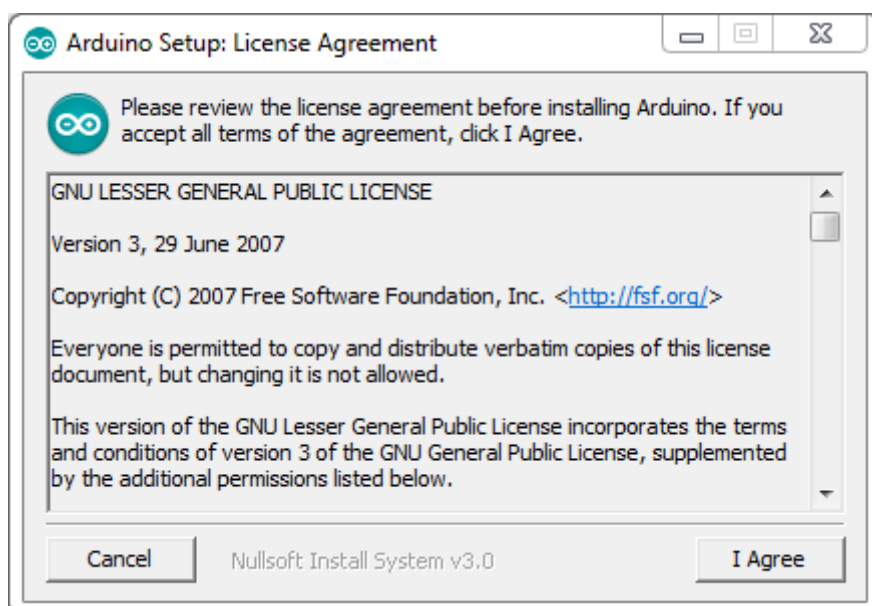 Arduino Setup: License Agreement
Please review the license agreement before installing Arduino. If you
accept all terms of the agreement, click I Agree.
GNU LESSER GENERAL PUBLIC LICENSE
Version 3, 29 June 2007
Copyright (C) 2007 Free Software Foundation, Inc. <http://fsf.org/>
Everyone is permitted to copy and distribute verbatim copies of this license
document, but changing it is not allowed.
This version of the GNU Lesser General Public License incorporates the terms
and conditions of version 3 of the GNU General Public License, supplemented
by the additional permissions listed below.
Cancel Nullsoft Install System v3.0 I Agree